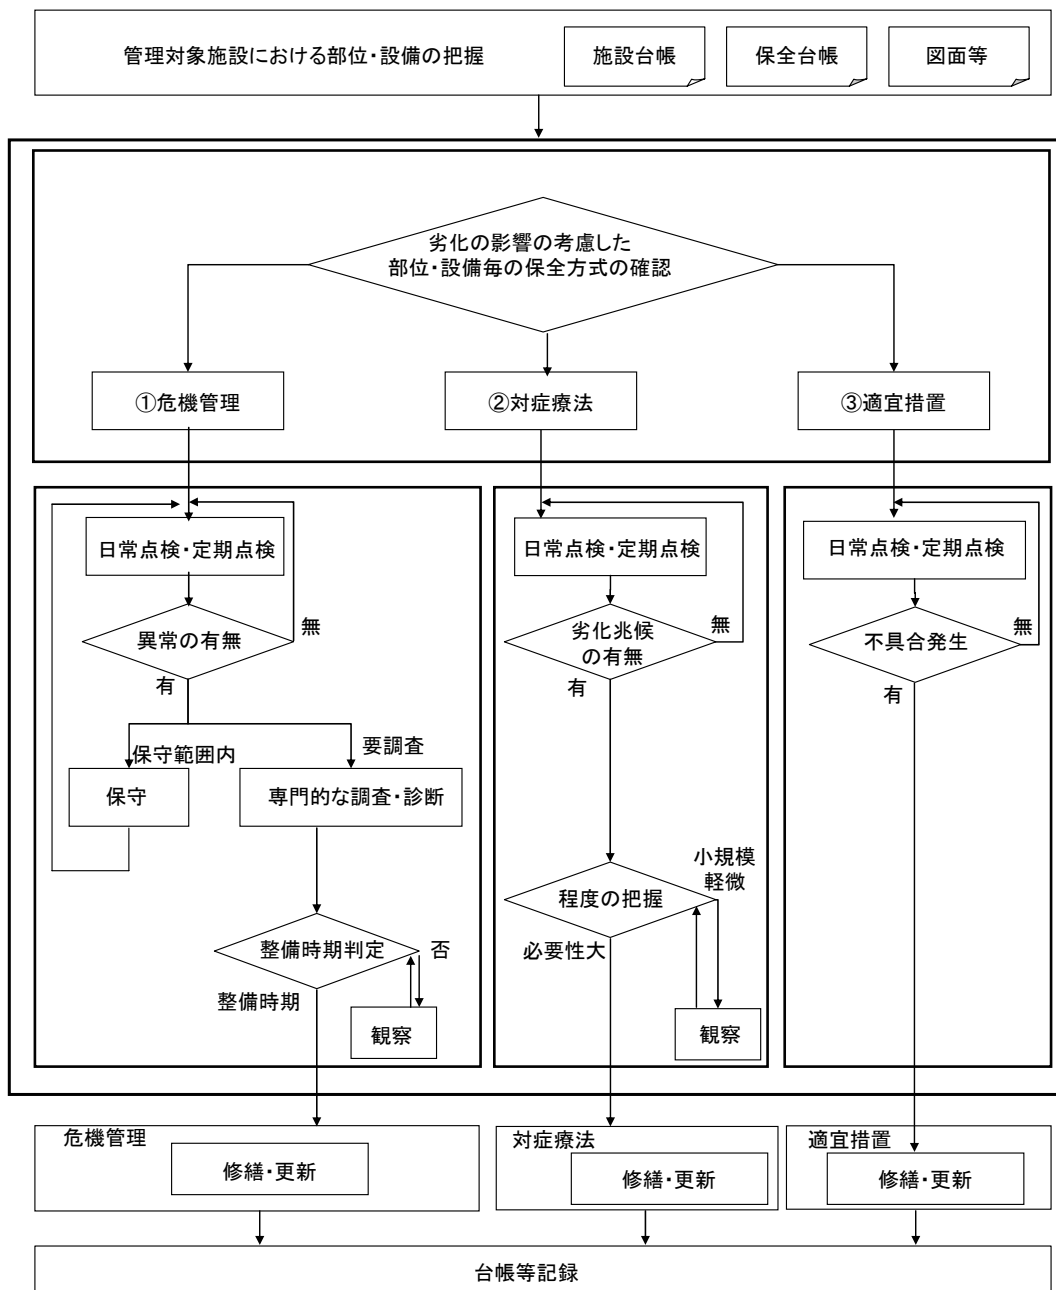 管理対象施設における部位・設備の把握
施設台帳
保全台帳
図面等
劣化の影響の考慮した
部位・設備毎の保全方式の確認
①危機管理
②対症療法
③適宜措置
日常点検・定期点検
異常の有無
無
有
保守範囲内
要調査
保守
専門的な調査・診断
整備時期判定
否
整備時期
観察
日常点検・定期点検
劣化兆候
の有無
無
有
小規模
軽微
程度の把握
必要性大
観察
日常点検・定期点検
不具合発生
無
有
危機管理
修繕・更新
対症療法
修繕・更新
適宜措置
修繕・更新
台帳等記録